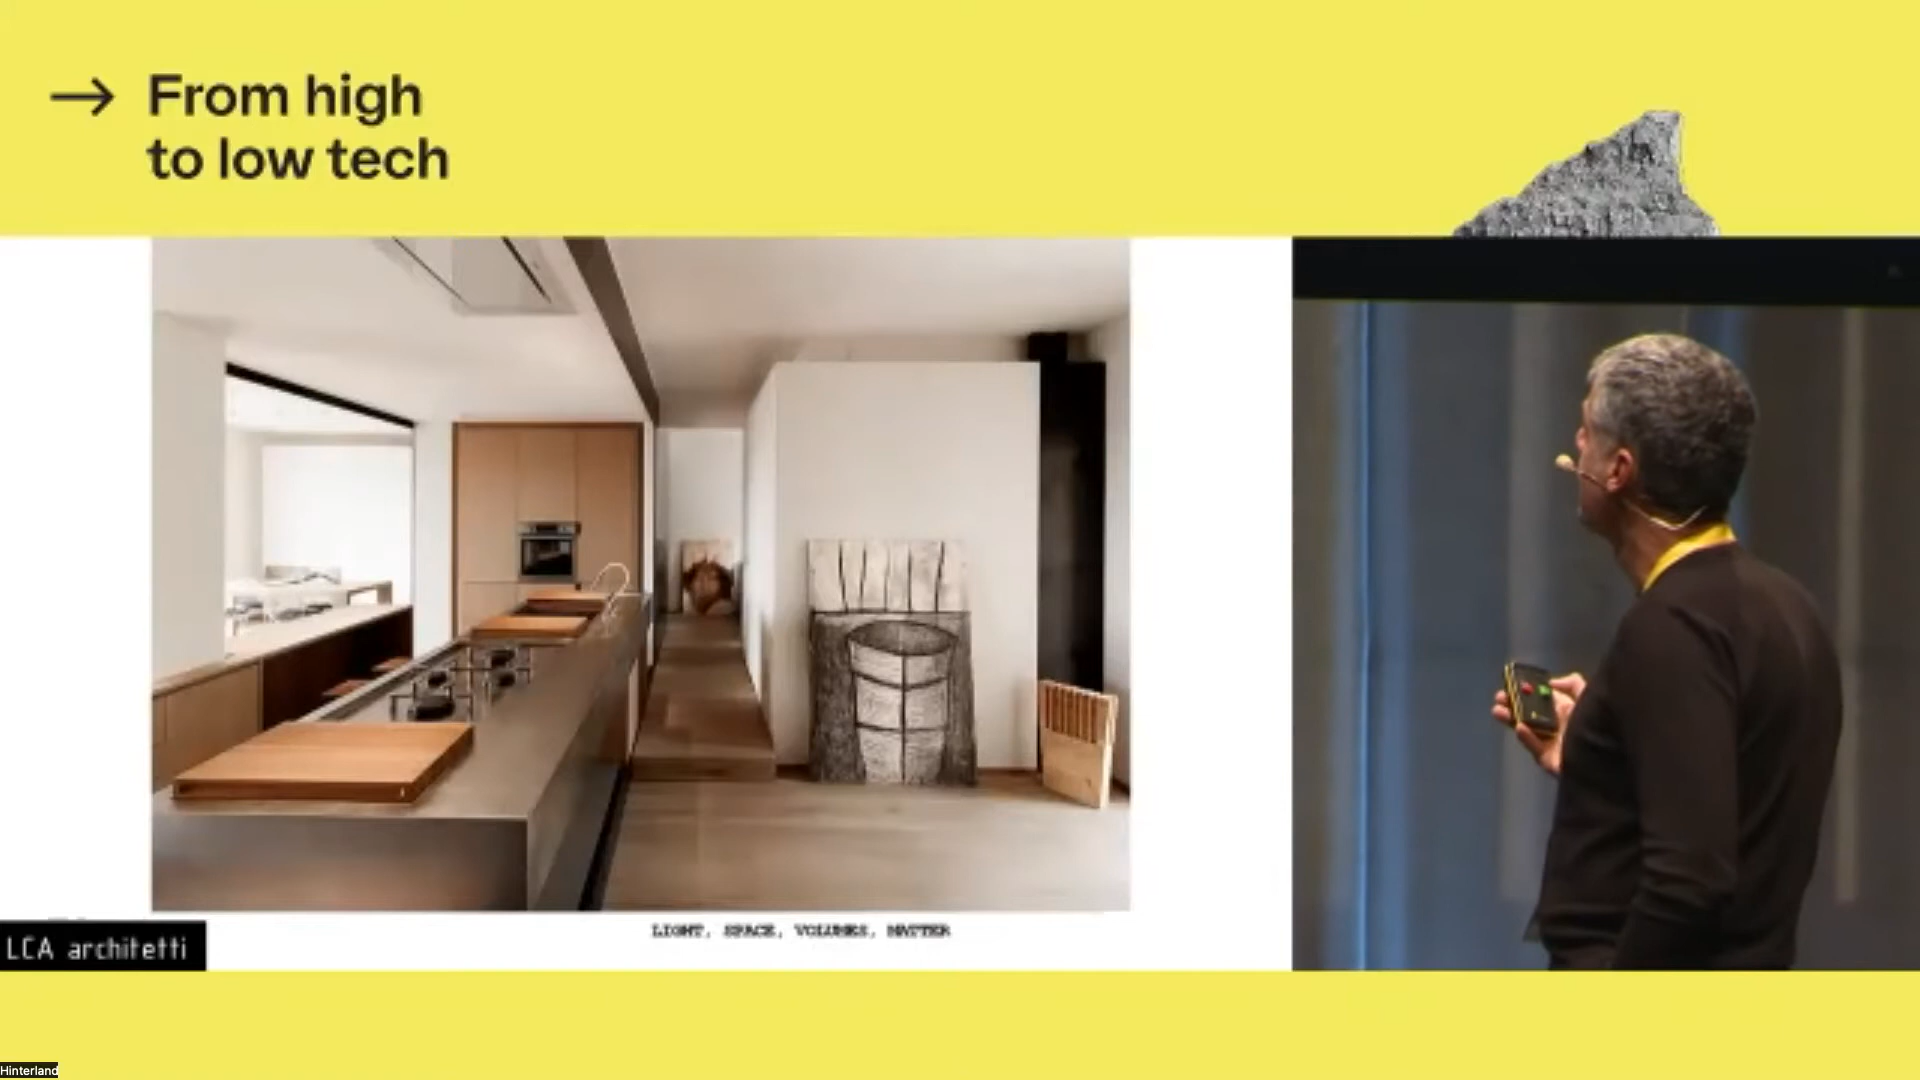 → From high
to low tech
LIGHT, SPACE, VOLUMES, MATTER
LCA architetti
Hinterland